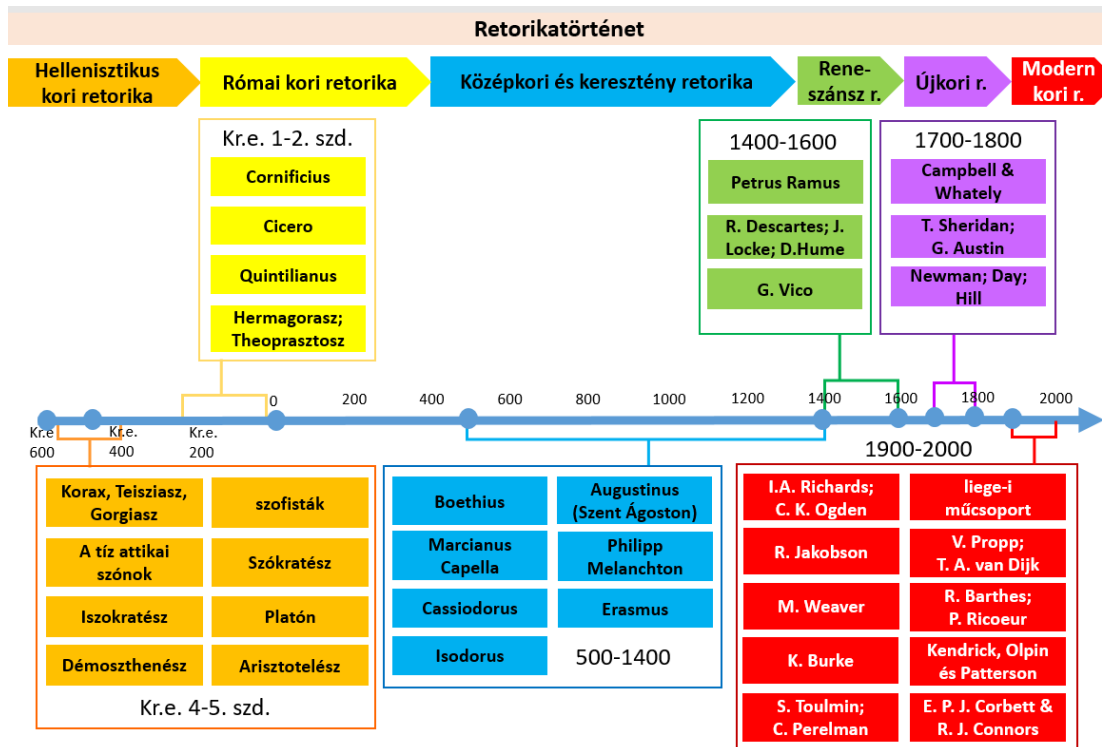 Retorikatörténet
Hellenisztikus
kori retorika
Római kori retorika
Középkori és keresztény retorika
Rene-
szánsz r.
Újkori r.
Modern
kori r.
Kr.e. 1-2. szd.
Cornificius
Cicero
Quintilianus
Hermagorasz;
Theoprasztosz
1400-1600
Petrus Ramus
R. Descartes; J.
Locke; D.Hume
G. Vico
1700-1800
Campbell &
Whately
T. Sheridan;
G. Austin
Newman; Day;
Hill
0
200
400
600
800
1000
1200
1400
1600
1800
2000
Kr.e
600
Kr.e.
400
Kr.e.
200
Korax, Teisziasz,
Gorgiasz
szofisták
A tíz attikai
szónok
Szókratész
Iszokratész
Platón
Démoszthenész
Arisztotelész
Kr.e. 4-5. szd.
Boethius
Augustinus
(Szent Ágoston)
Marcianus
Capella
Philipp
Melanchton
Cassiodorus
Erasmus
Isodorus
500-1400
1900-2000
I.A. Richards;
C. K. Ogden
liege-i
műcsoport
R. Jakobson
V. Propp;
T. A. van Dijk
M. Weaver
R. Barthes;
P. Ricoeur
K. Burke
Kendrick, Olpin
és Patterson
S. Toulmin;
C. Perelman
E. P. J. Corbett &
R. J. Connors